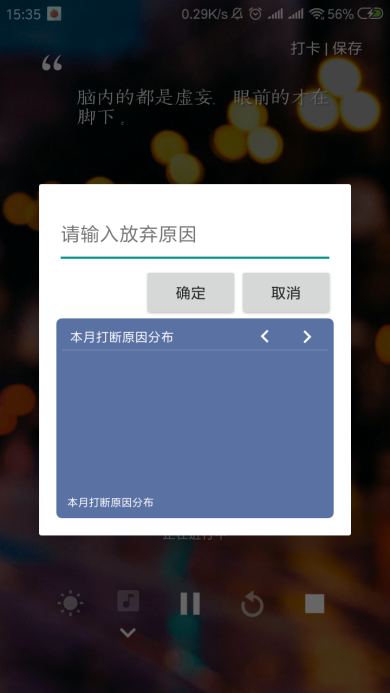 15:35
0.29K/s
56%
打卡 | 保存
脑内的都是虚妄，眼前的才在
脚下。
请输入放弃原因
确定
取消
本月打断原因分布
本月打断原因分布